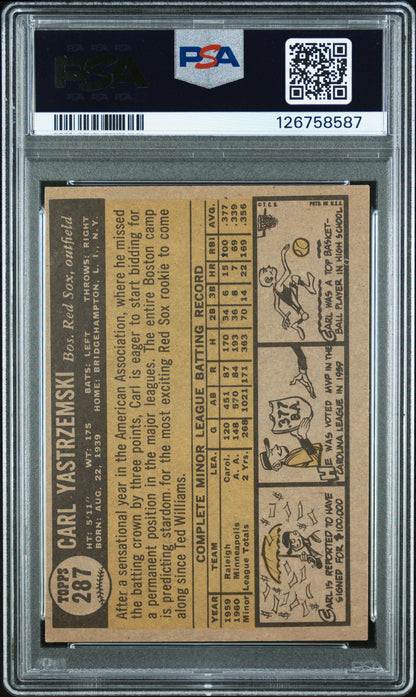 PSA
PSA
126758587
TOPPS
287
CARL YASTRZEMSKI Bos. Red Sox, outfield
HT: 5'11" WT: 175 BATS: LEFT THROWS: RIGHT
BORN: AUG. 22, 1939 HOME: BRIDGEHAMPTON, L. I., N. Y.
After a sensational year in the American Association, where he missed
the batting crown by three points, Carl is eager to start bidding for
a permanent position in the major leagues. The entire Boston camp
is predicting stardom for the most exciting Red Sox rookie to come
along since Ted Williams.
COMPLETE MINOR LEAGUE BATTING RECORD
YEAR TEAM LEA. G AB R H 2B 3B HR RBI AVG.
1959 Raleigh Carol. 120 451 87 170 34 6 15 100 .377
1960 Minneapolis A. A. 148 570 84 193 36 8 7 69 .339
Minor League Totals 2 Yrs. 268 1021 171 363 70 14 22 169 .356
CARL IS REPORTED TO HAVE
SIGNED FOR $100,000
.377
B.A.
HE WAS VOTED MVP IN THE
CAROLINA LEAGUE IN 1959
© T. C. G.
PRTD. IN U.S.A.
CARL WAS A TOP BASKET-
BALL PLAYER IN HIGH SCHOOL